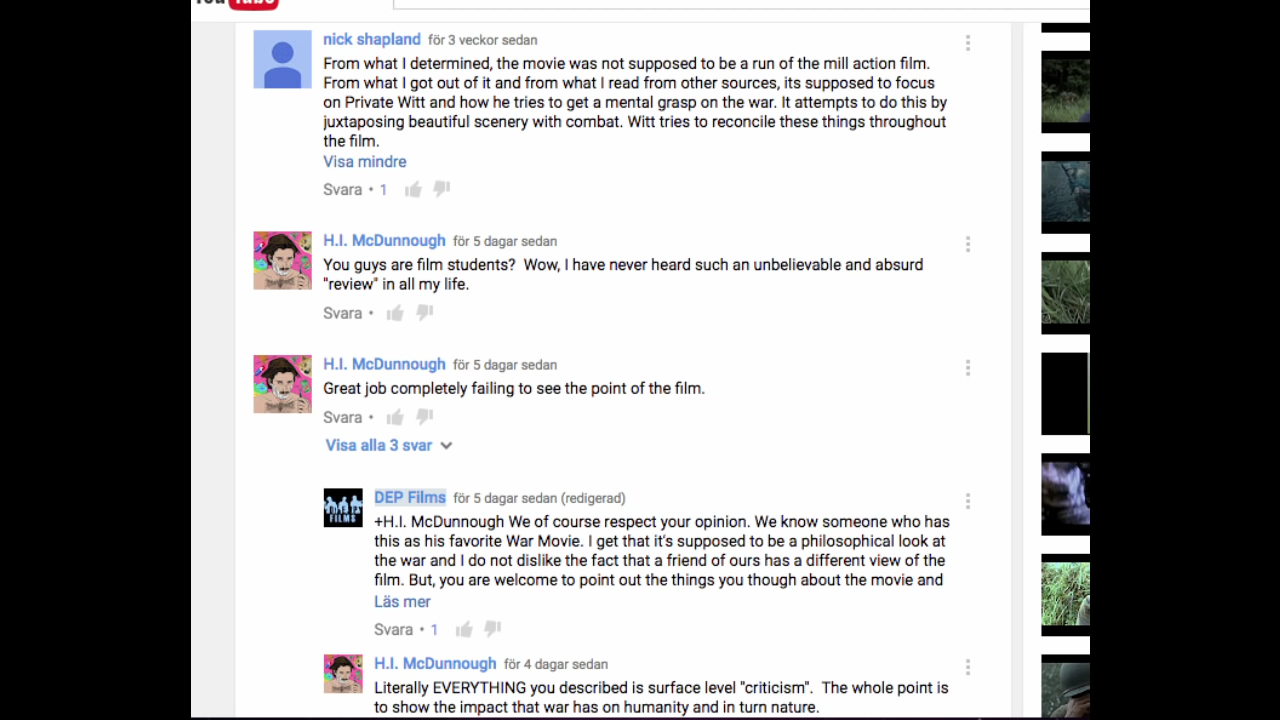 You Tube
nick shapland för 3 veckor sedan
From what I determined, the movie was not supposed to be a run of the mill action film.
From what I got out of it and from what I read from other sources, its supposed to focus
on Private Witt and how he tries to get a mental grasp on the war. It attempts to do this by
juxtaposing beautiful scenery with combat. Witt tries to reconcile these things throughout
the film.
Visa mindre
Svara • 1
H.I. McDunnough för 5 dagar sedan
You guys are film students? Wow, I have never heard such an unbelievable and absurd
"review" in all my life.
Svara •
H.I. McDunnough för 5 dagar sedan
Great job completely failing to see the point of the film.
Svara •
Visa alla 3 svar
FILMS
DEP Films för 5 dagar sedan (redigerad)
+H.I. McDunnough We of course respect your opinion. We know someone who has
this as his favorite War Movie. I get that it's supposed to be a philosophical look at
the war and I do not dislike the fact that a friend of ours has a different view of the
film. But, you are welcome to point out the things you though about the movie and
Läs mer
Svara • 1
H.I. McDunnough för 4 dagar sedan
Literally EVERYTHING you described is surface level "criticism". The whole point is
to show the impact that war has on humanity and in turn nature.